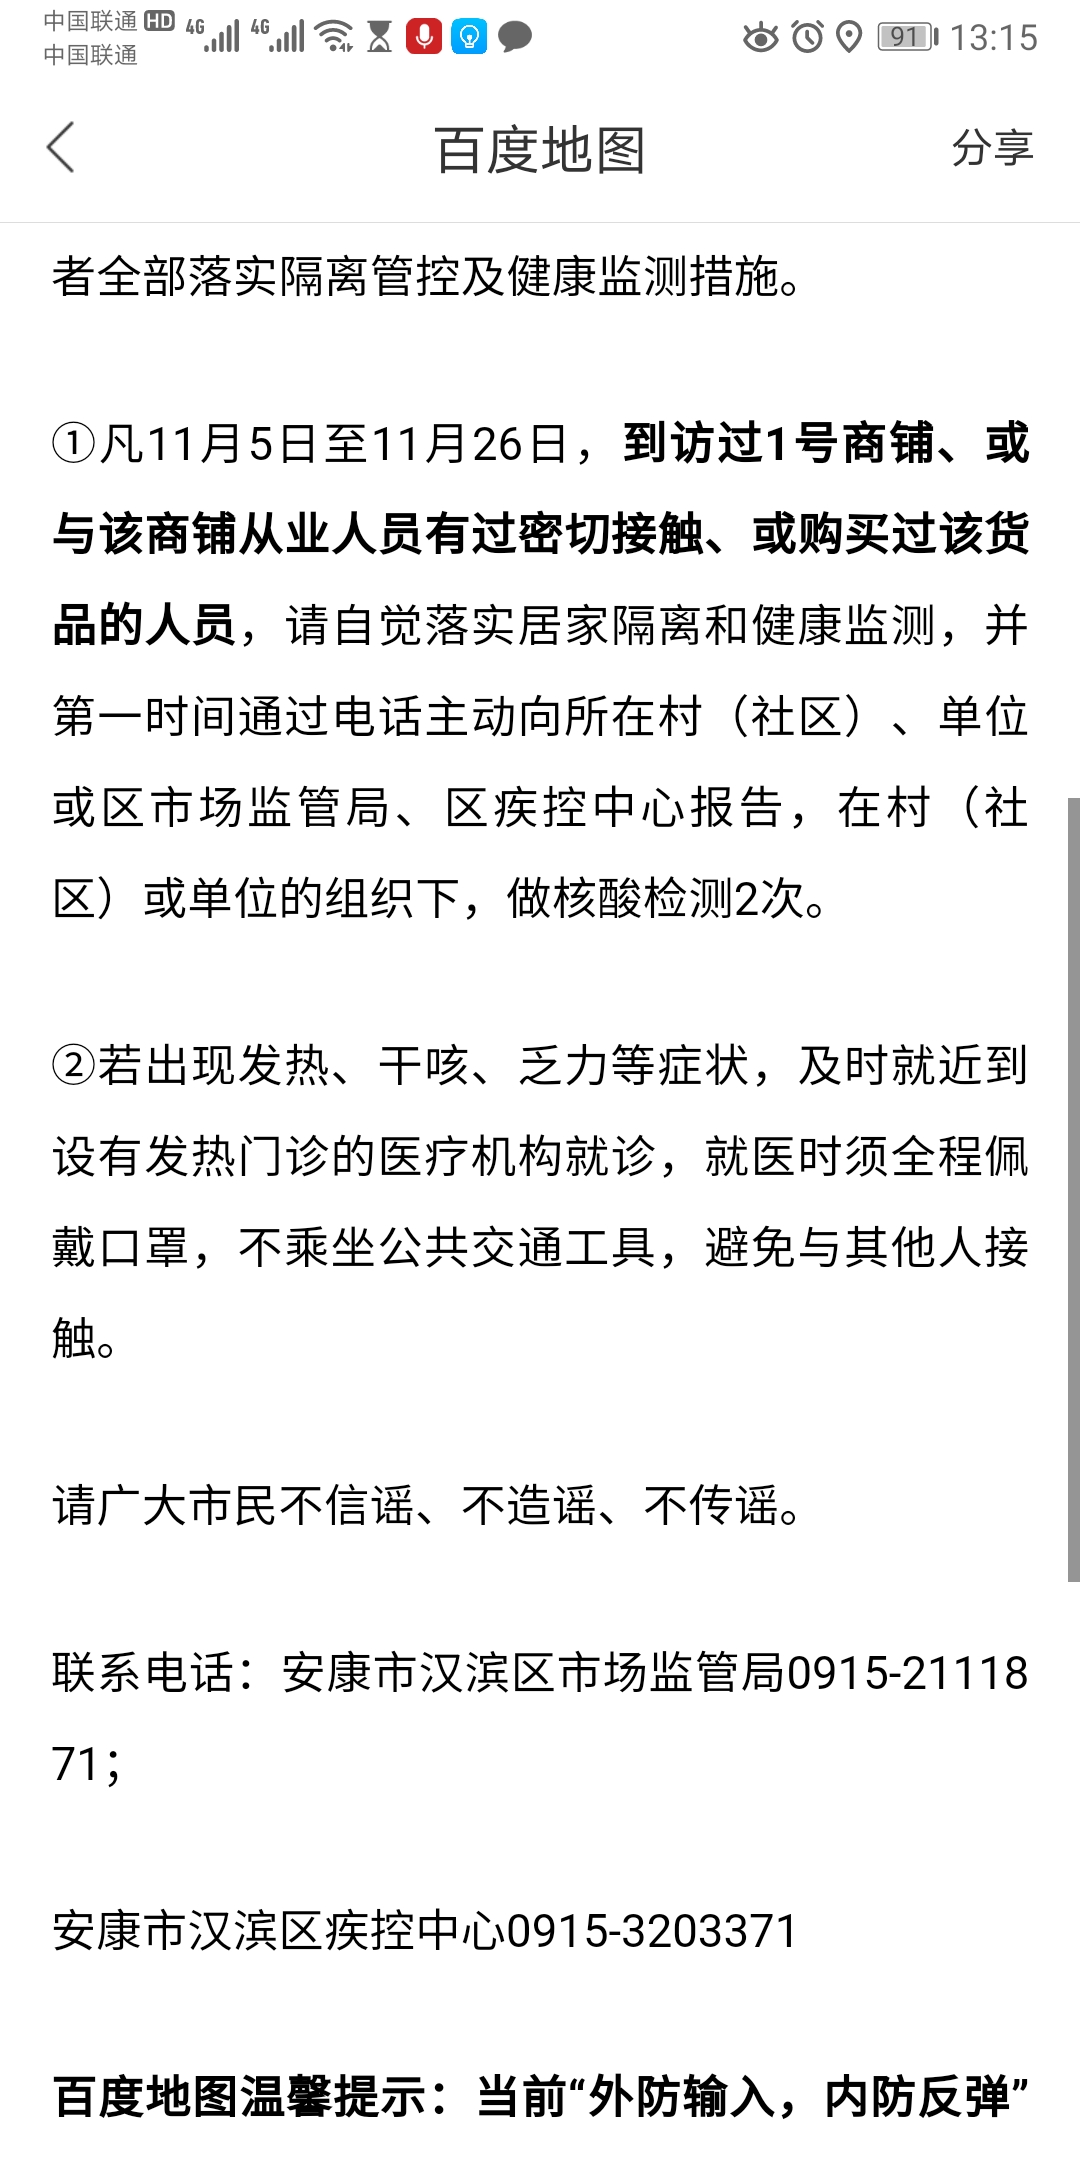 中国联通 HD 4G 4G 91 13:15
中国联通
百度地图 分享
者全部落实隔离管控及健康监测措施。
①凡11月5日至11月26日，到访过1号商铺、或
与该商铺从业人员有过密切接触、或购买过该货
品的人员，请自觉落实居家隔离和健康监测，并
第一时间通过电话主动向所在村（社区）、单位
或区市场监管局、区疾控中心报告，在村（社
区）或单位的组织下，做核酸检测2次。
②若出现发热、干咳、乏力等症状，及时就近到
设有发热门诊的医疗机构就诊，就医时须全程佩
戴口罩，不乘坐公共交通工具，避免与其他人接
触。
请广大市民不信谣、不造谣、不传谣。
联系电话：安康市汉滨区市场监管局0915-21118
71；
安康市汉滨区疾控中心0915-3203371
百度地图温馨提示：当前“外防输入，内防反弹”